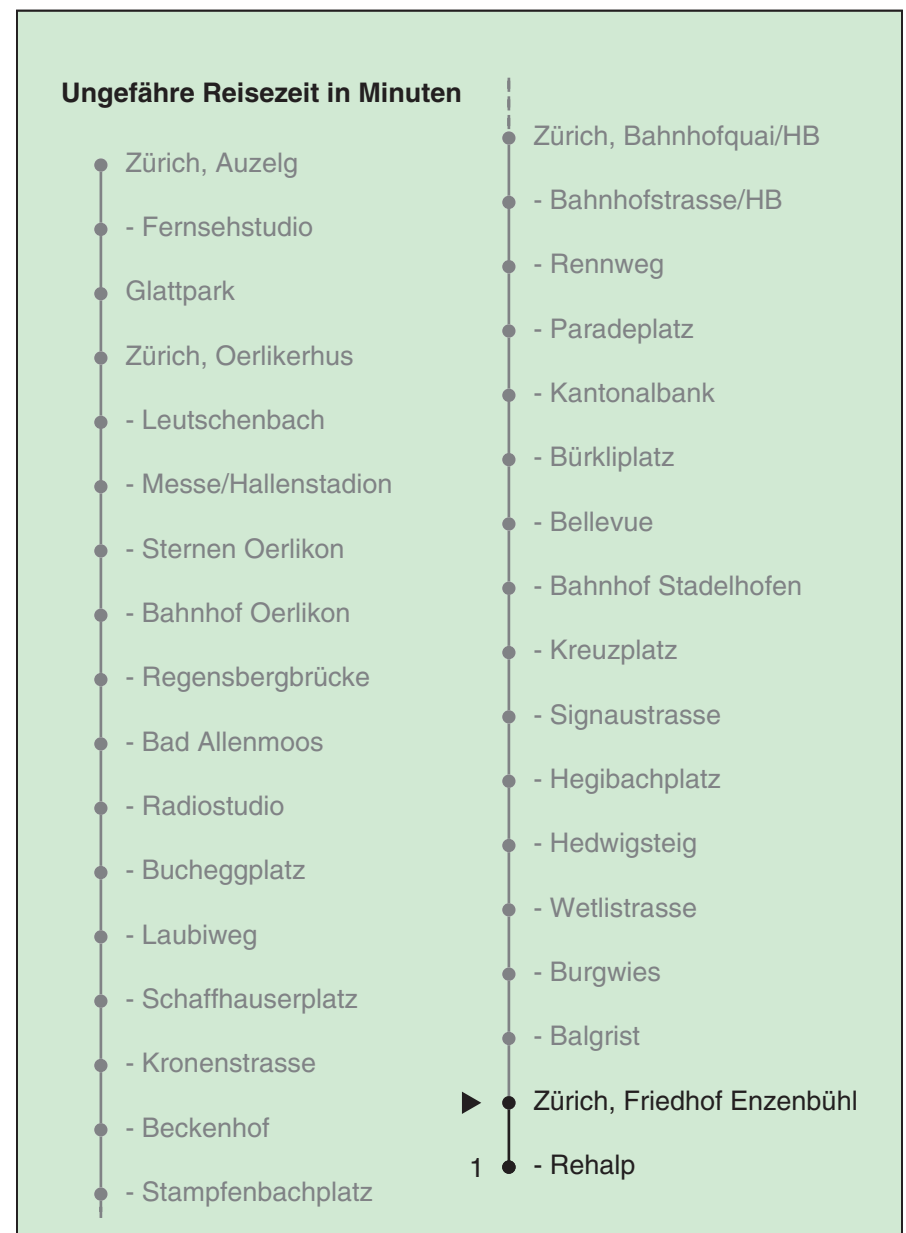 Ungefähre Reisezeit in Minuten
Zürich, Auzelg
- Fernsehstudio
Glattpark
Zürich, Oerlikerhus
- Leutschenbach
- Messe/Hallenstadion
- Sternen Oerlikon
- Bahnhof Oerlikon
- Regensbergbrücke
- Bad Allenmoos
- Radiostudio
- Bucheggplatz
- Laubiweg
- Schaffhauserplatz
- Kronenstrasse
- Beckenhof
- Stampfenbachplatz
Zürich, Bahnhofquai/HB
- Bahnhofstrasse/HB
- Rennweg
- Paradeplatz
- Kantonalbank
- Bürkliplatz
- Bellevue
- Bahnhof Stadelhofen
- Kreuzplatz
- Signaustrasse
- Hegibachplatz
- Hedwigsteig
- Wetlistrasse
- Burgwies
- Balgrist
Zürich, Friedhof Enzenbühl
1 - Rehalp